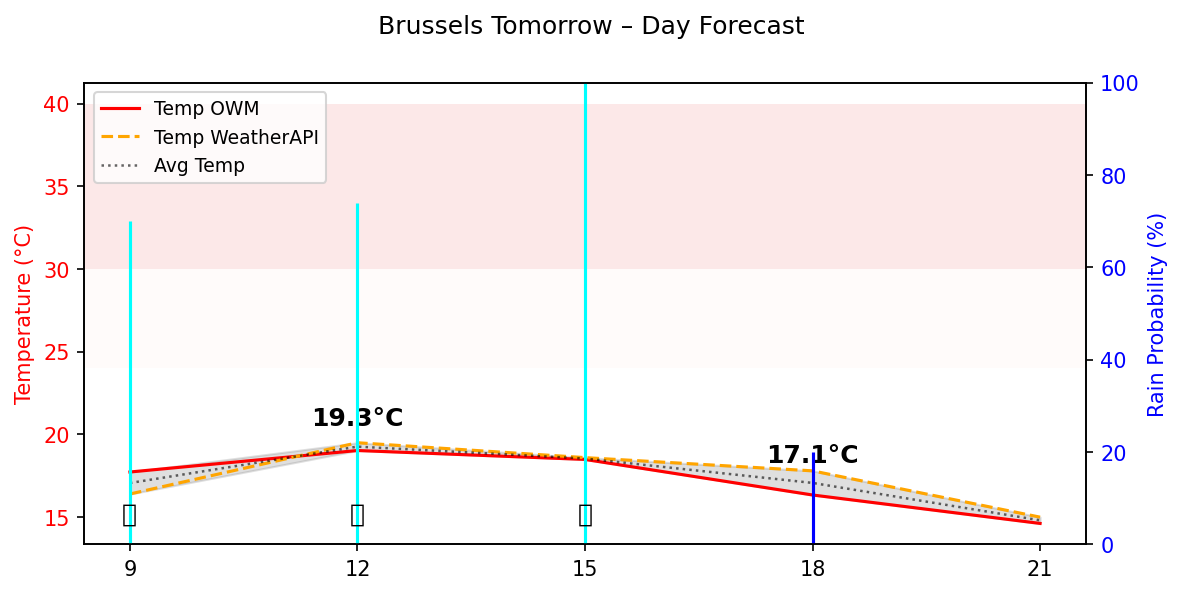 Brussels Tomorrow – Day Forecast
Temp OWM
Temp WeatherAPI
Avg Temp
Temperature (°C)
40
35
30
25
20
15
19.3°C
17.1°C
Rain Probability (%)
100
80
60
40
20
0
9
12
15
18
21